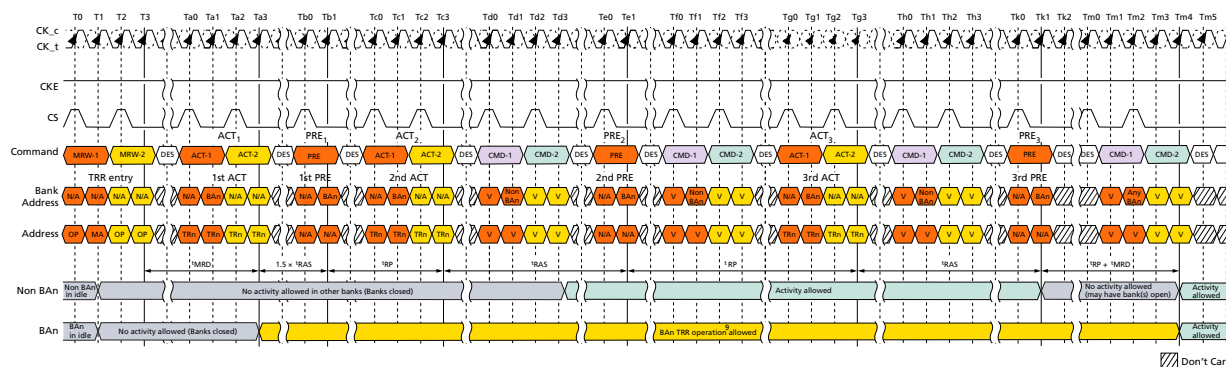 T0 T1 T2 T3 Ta0 Ta1 Ta2 Ta3 Tb0 Tb1 Tc0 Tc1 Tc2 Tc3 Td0 Td1 Td2 Td3 Te0 Te1 Tf0 Tf1 Tf2 Tf3 Tg0 Tg1 Tg2 Tg3 Th0 Th1 Th2 Th3 Tk0 Tk1 Tk2 Tm0 Tm1 Tm2 Tm3 Tm4 Tm5
CK_c
CK_t
CKE
CS
ACT1 PRE1 ACT2 PRE2 ACT3 PRE3
Command MRW-1 MRW-2 DES ACT-1 ACT-2 DES PRE DES ACT-1 ACT-2 DES CMD-1 CMD-2 DES PRE DES CMD-1 CMD-2 DES ACT-1 ACT-2 DES CMD-1 CMD-2 DES PRE DES CMD-1 CMD-2 DES
TRR entry 1st ACT 1st PRE 2nd ACT 2nd PRE 3rd ACT 3rd PRE
Bank Address N/A N/A N/A N/A N/A BAn N/A N/A N/A BAn N/A BAn N/A N/A V Non BAn V V N/A BAn V Non BAn V V N/A BAn N/A N/A V Non BAn V V N/A BAn V Any BAn V V
Address OP MA OP OP TRn TRn TRn TRn N/A N/A TRn TRn TRn TRn V V V V N/A N/A V V V V TRn TRn TRn TRn V V V V N/A N/A V V V V
tMRD 1.5 × tRAS tRP tRAS tRP tRAS tRP + tMRD
Non BAn Non BAn in idle No activity allowed in other banks (Banks closed) Activity allowed No activity allowed (may have bank(s) open) Activity allowed
BAn BAn in idle No activity allowed (Banks closed) BAn TRR operation allowed 9 Activity allowed
Don't Car